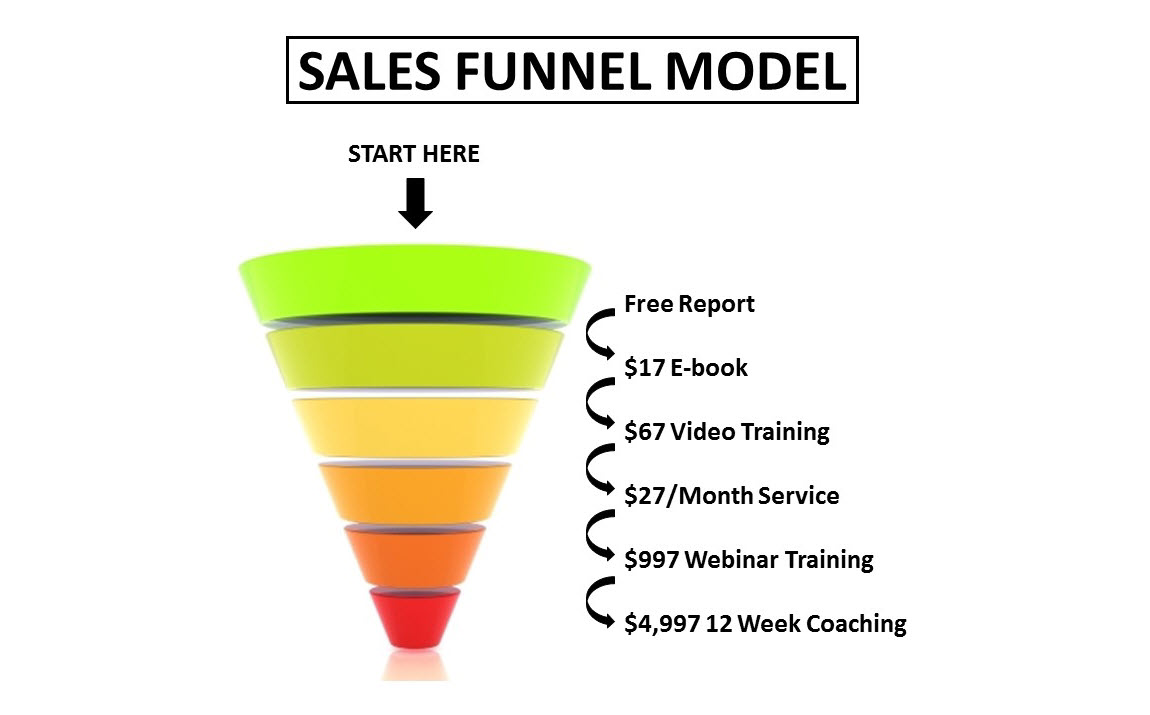 SALES FUNNEL MODEL
START HERE
Free Report
$17 E-book
$67 Video Training
$27/Month Service
$997 Webinar Training
$4,997 12 Week Coaching